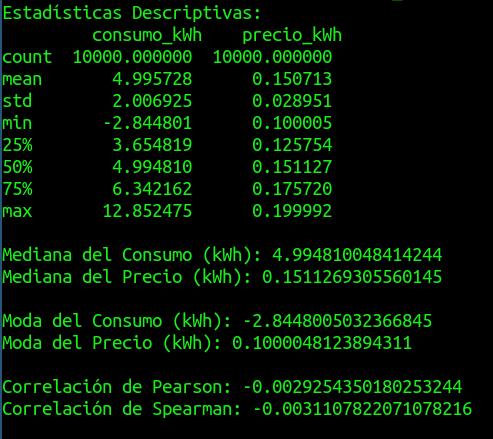 Estadísticas Descriptivas:
consumo_kWh precio_kWh
count 10000.000000 10000.000000
mean 4.995728 0.150713
std 2.006925 0.028951
min -2.844801 0.100005
25% 3.654819 0.125754
50% 4.994810 0.151127
75% 6.342162 0.175720
max 12.852475 0.199992
Mediana del Consumo (kWh): 4.994810048414244
Mediana del Precio (kWh): 0.1511269305560145
Moda del Consumo (kWh): -2.8448005032366845
Moda del Precio (kWh): 0.1000048123894311
Correlación de Pearson: -0.0029254350180253244
Correlación de Spearman: -0.0031107822071078216